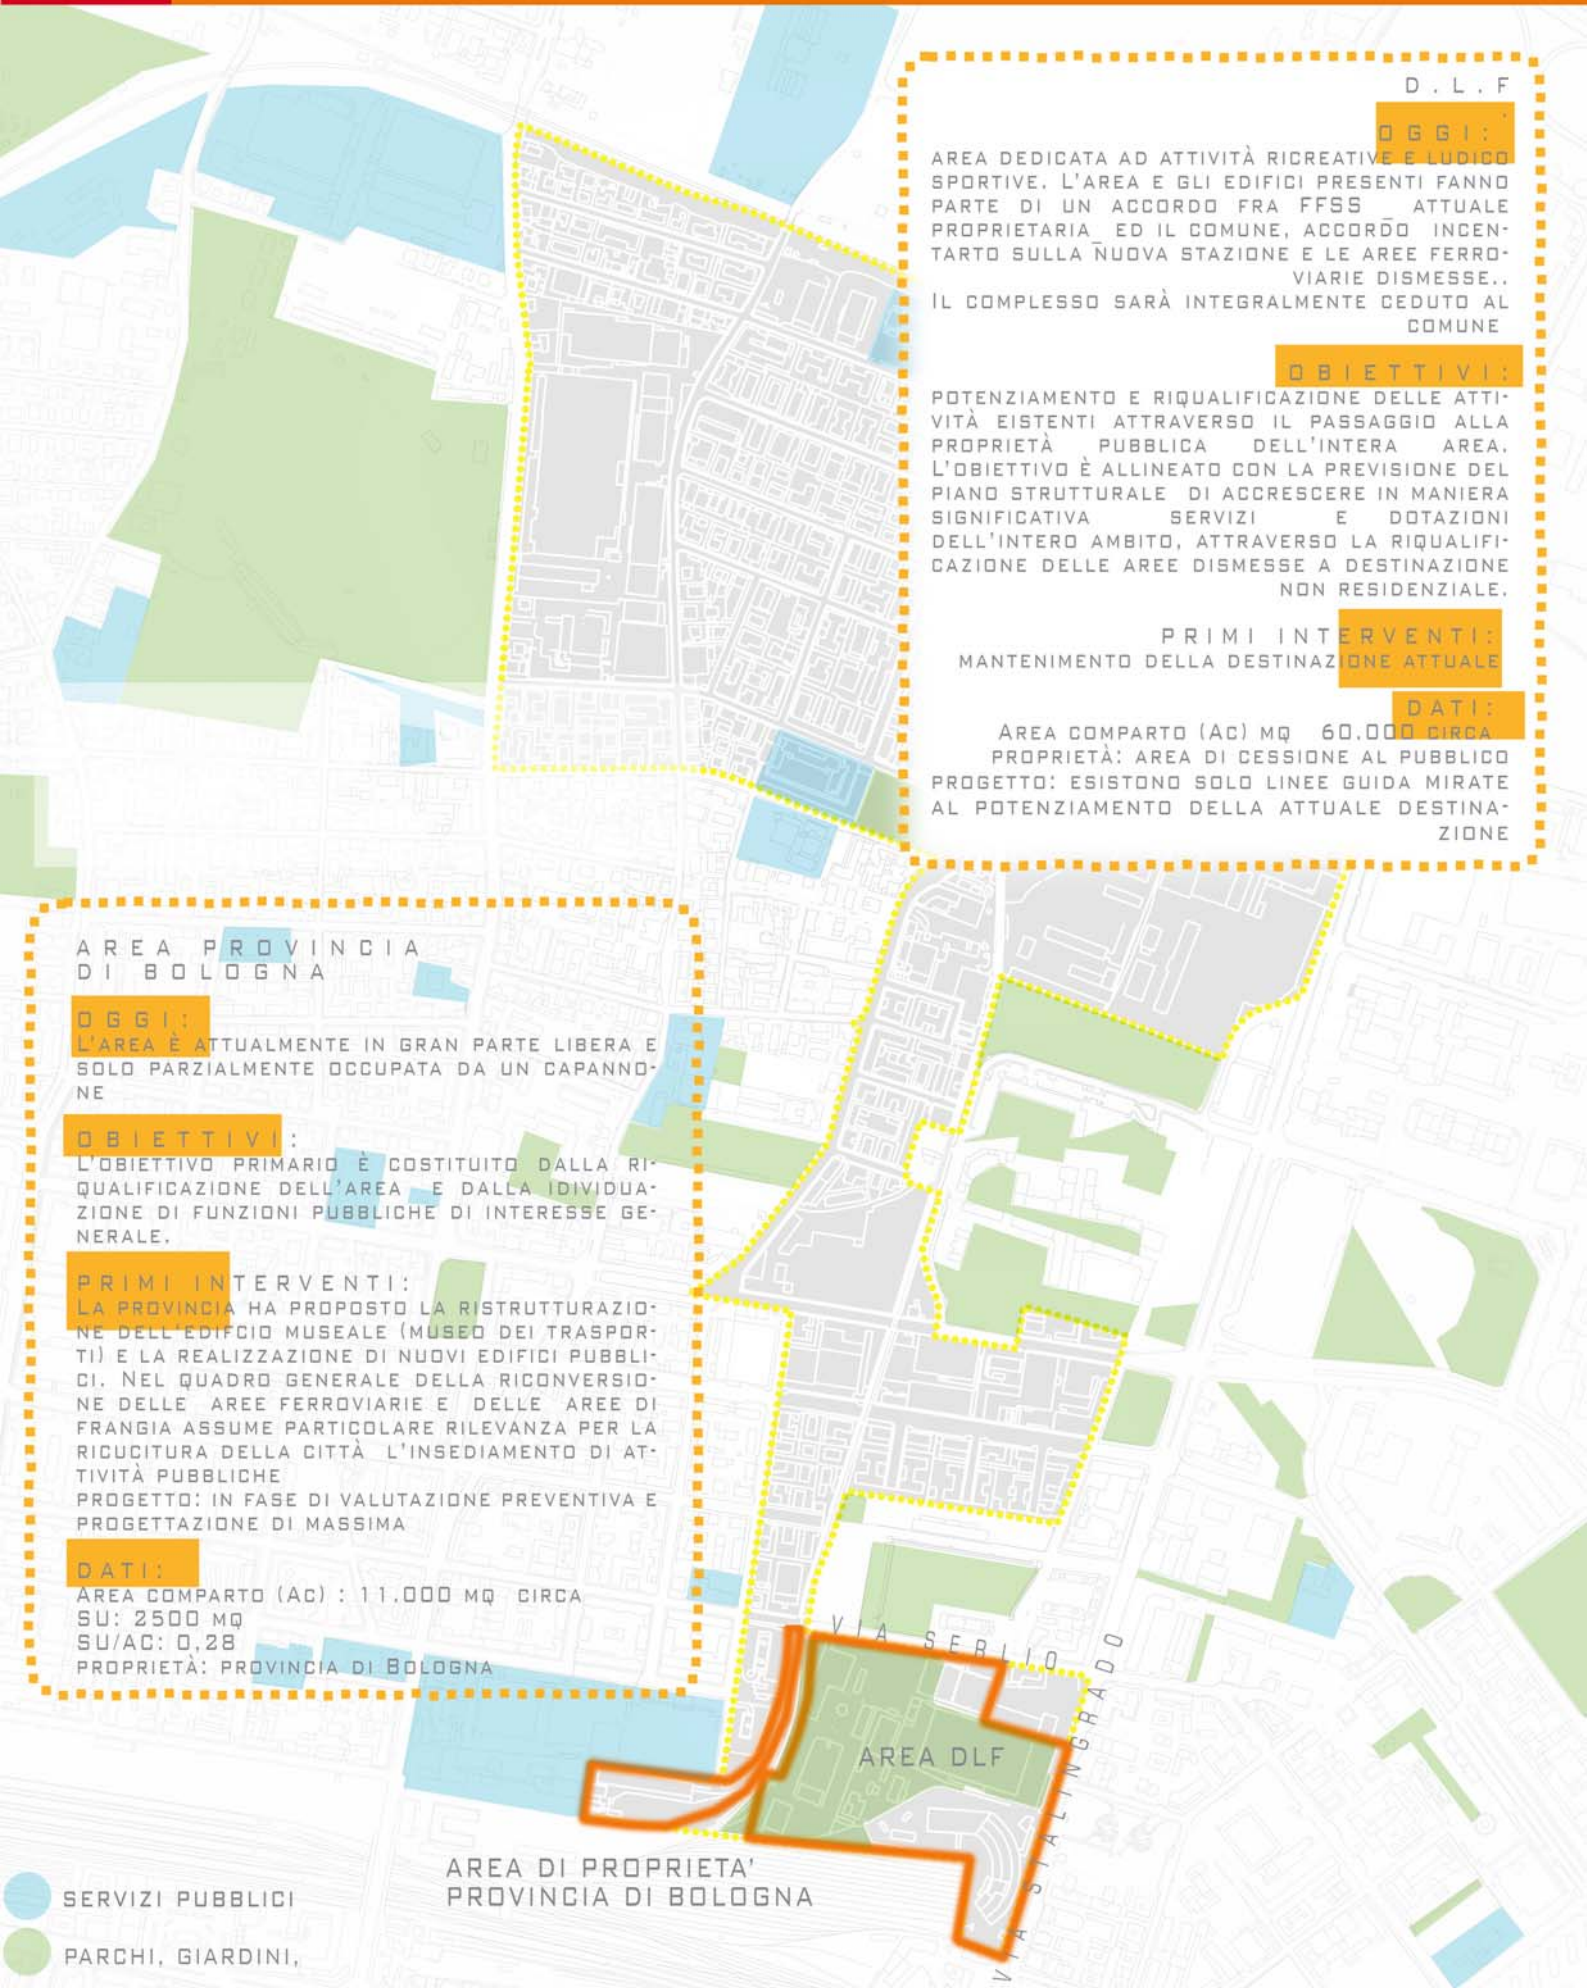 D.L.F.
OGGI:
AREA DEDICATA AD ATTIVITÀ RICREATIVE E LUDICO
SPORTIVE. L'AREA E GLI EDIFICI PRESENTI FANNO
PARTE DI UN ACCORDO FRA FFSS _ ATTUALE
PROPRIETARIA_ ED IL COMUNE, ACCORDO INCEN-
TARTO SULLA NUOVA STAZIONE E LE AREE FERRO-
VIARIE DISMESSE..
IL COMPLESSO SARÀ INTEGRALMENTE CEDUTO AL
COMUNE
OBIETTIVI:
POTENZIAMENTO E RIQUALIFICAZIONE DELLE ATTI-
VITÀ EISTENTI ATTRAVERSO IL PASSAGGIO ALLA
PROPRIETÀ PUBBLICA DELL'INTERA AREA.
L'OBIETTIVO È ALLINEATO CON LA PREVISIONE DEL
PIANO STRUTTURALE DI ACCRESCERE IN MANIERA
SIGNIFICATIVA SERVIZI E DOTAZIONI
DELL'INTERO AMBITO, ATTRAVERSO LA RIQUALIFI-
CAZIONE DELLE AREE DISMESSE A DESTINAZIONE
NON RESIDENZIALE.
PRIMI INTERVENTI:
MANTENIMENTO DELLA DESTINAZIONE ATTUALE
DATI:
AREA COMPARTO (AC) MQ 60.000 CIRCA
PROPRIETÀ: AREA DI CESSIONE AL PUBBLICO
PROGETTO: ESISTONO SOLO LINEE GUIDA MIRATE
AL POTENZIAMENTO DELLA ATTUALE DESTINA-
ZIONE
AREA PROVINCIA
DI BOLOGNA
OGGI:
L'AREA È ATTUALMENTE IN GRAN PARTE LIBERA E
SOLO PARZIALMENTE OCCUPATA DA UN CAPANNO-
NE
OBIETTIVI:
L'OBIETTIVO PRIMARIO È COSTITUITO DALLA RI-
QUALIFICAZIONE DELL'AREA E DALLA IDIVIDUA-
ZIONE DI FUNZIONI PUBBLICHE DI INTERESSE GE-
NERALE.
PRIMI INTERVENTI:
LA PROVINCIA HA PROPOSTO LA RISTRUTTURAZIO-
NE DELL'EDIFCIO MUSEALE (MUSEO DEI TRASPOR-
TI) E LA REALIZZAZIONE DI NUOVI EDIFICI PUBBLI-
CI. NEL QUADRO GENERALE DELLA RICONVERSIO-
NE DELLE AREE FERROVIARIE E DELLE AREE DI
FRANGIA ASSUME PARTICOLARE RILEVANZA PER LA
RICUCITURA DELLA CITTÀ L'INSEDIAMENTO DI AT-
TIVITÀ PUBBLICHE
PROGETTO: IN FASE DI VALUTAZIONE PREVENTIVA E
PROGETTAZIONE DI MASSIMA
DATI:
AREA COMPARTO (AC) : 11.000 MQ CIRCA
SU: 2500 MQ
SU/AC: 0,28
PROPRIETÀ: PROVINCIA DI BOLOGNA
VIA SERLIO
VIA STALINGRADO
AREA DLF
AREA DI PROPRIETA'
PROVINCIA DI BOLOGNA
SERVIZI PUBBLICI
PARCHI, GIARDINI,